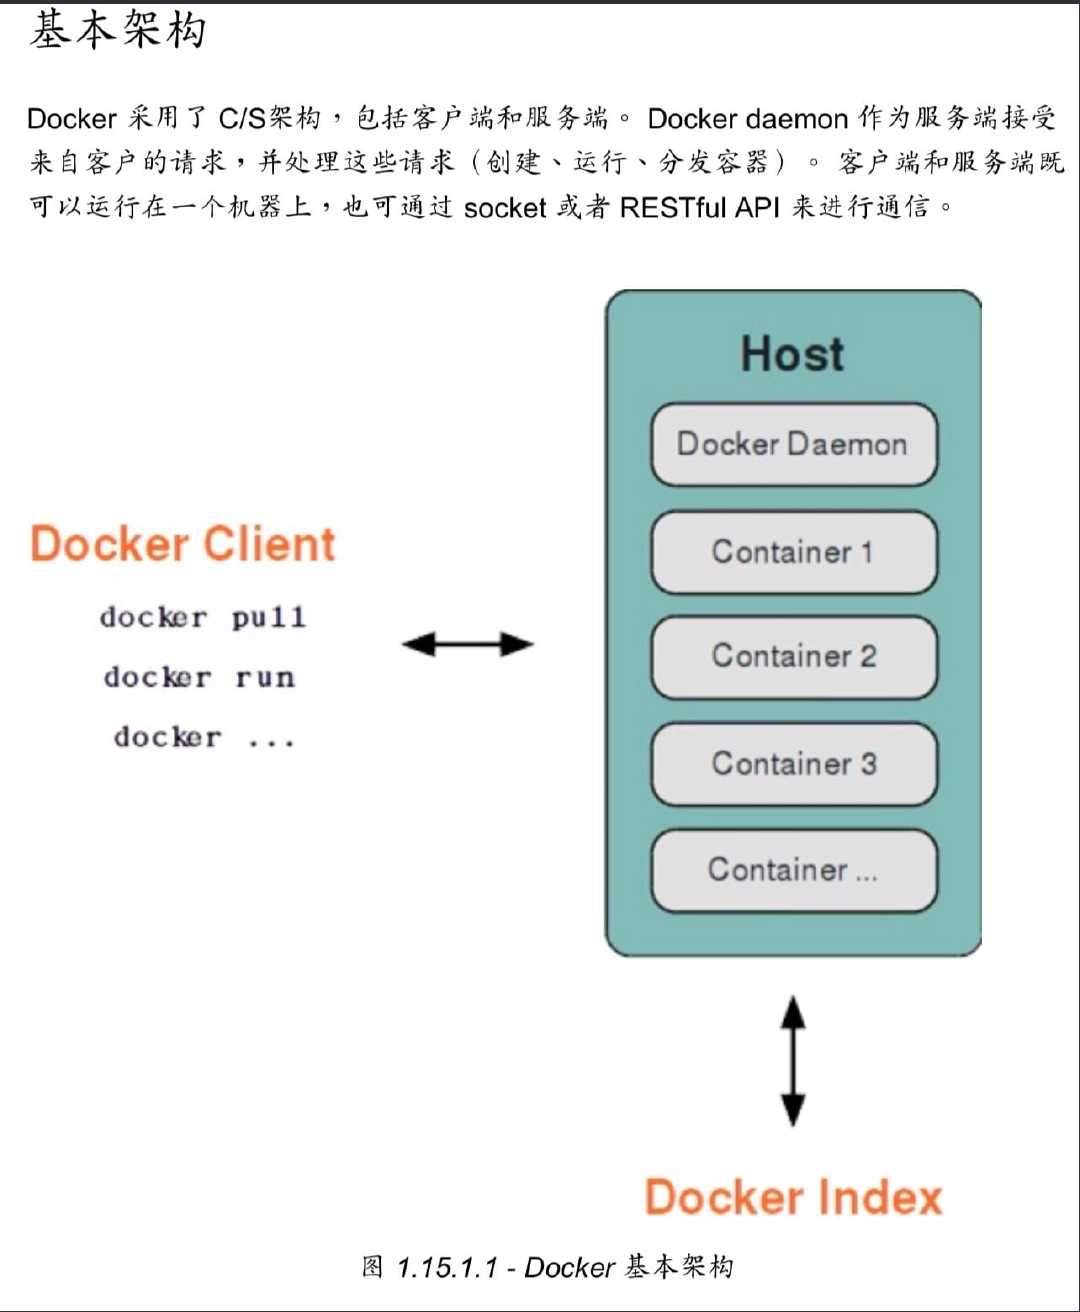 基本架构
Docker 采用了 C/S架构，包括客户端和服务端。 Docker daemon 作为服务端接受
来自客户的请求，并处理这些请求（创建、运行、分发容器）。 客户端和服务端既
可以运行在一个机器上，也可通过 socket 或者 RESTful API 来进行通信。
Host
Docker Daemon
Container 1
Container 2
Container 3
Container ...
Docker Client
docker pull
docker run
docker ...
Docker Index
图 1.15.1.1 - Docker 基本架构